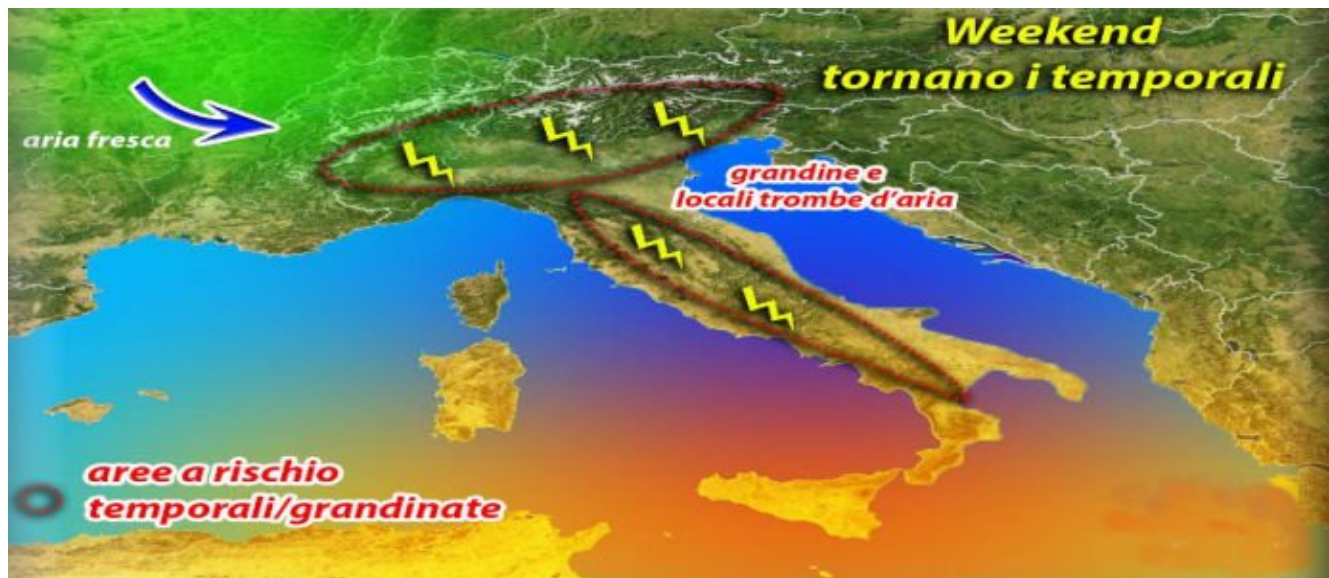 Weekend
tornano i temporali
aria fresca
grandine e
locali trombe d'aria
aree a rischio
temporali/grandinate